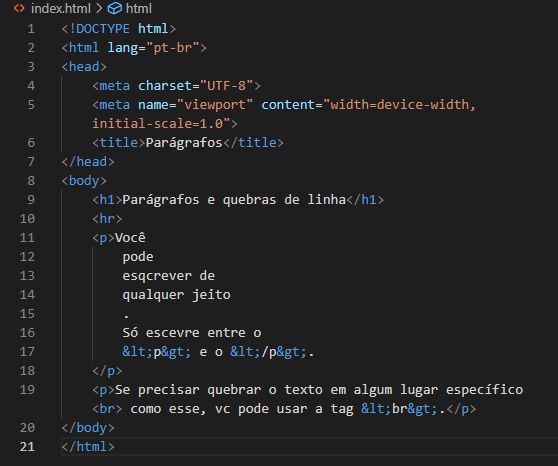 index.html > html
1 <!DOCTYPE html>
2 <html lang="pt-br">
3 <head>
4 <meta charset="UTF-8">
5 <meta name="viewport" content="width=device-width,
initial-scale=1.0">
6 <title>Parágrafos</title>
7 </head>
8 <body>
9 <h1>Parágrafos e quebras de linha</h1>
10 <hr>
11 <p>Você
12 pode
13 esqcrever de
14 qualquer jeito
15 .
16 Só escevre entre o
17 &lt;p&gt; e o &lt;/p&gt;.
18 </p>
19 <p>Se precisar quebrar o texto em algum lugar específico
<br> como esse, vc pode usar a tag &lt;br&gt;.</p>
20 </body>
21 </html>